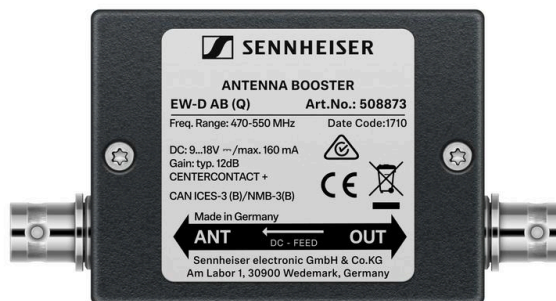 SENNHEISER
ANTENNA BOOSTER
EW-D AB (Q) Art.No.: 508873
Freq. Range: 470-550 MHz Date Code:1710
DC: 9...18V ⎓/max. 160 mA
Gain: typ. 12dB
CENTERCONTACT +
CE
CAN ICES-3 (B)/NMB-3(B)
Made in Germany
ANT DC - FEED OUT
Sennheiser electronic GmbH & Co.KG
Am Labor 1, 30900 Wedemark, Germany